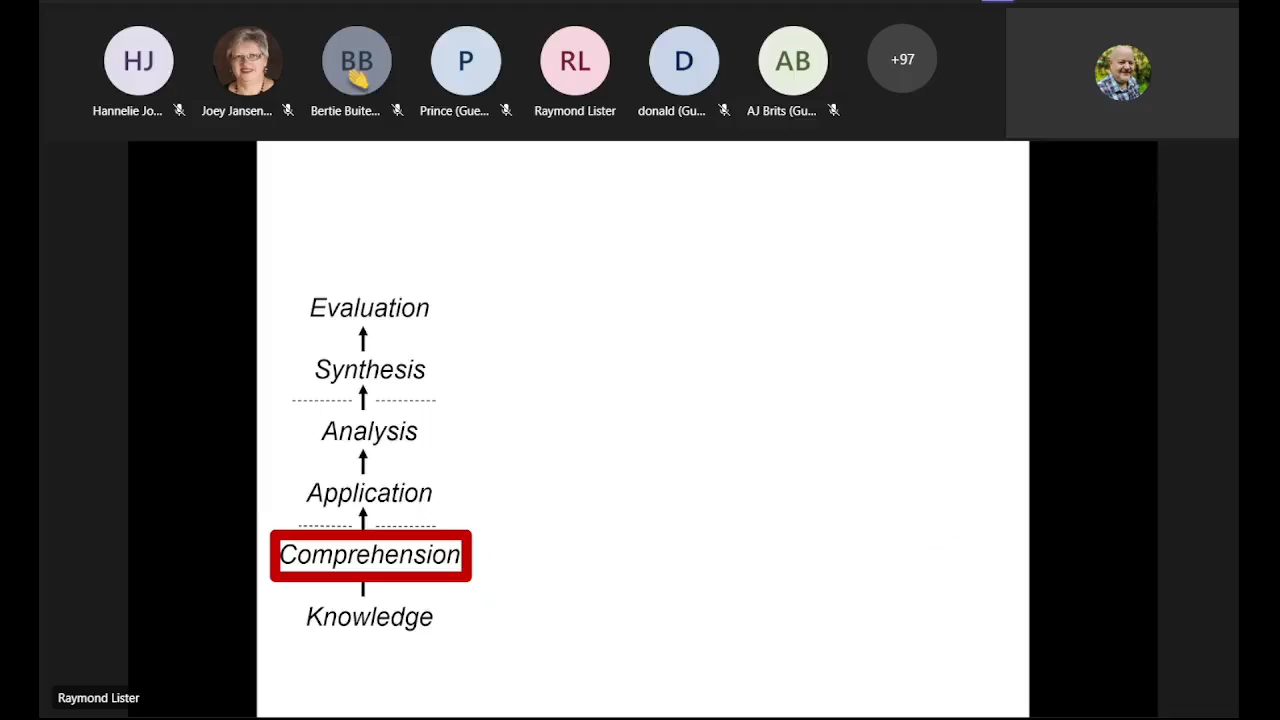 HJ
BB
P
RL
D
AB
+97
Hannelie Jo...
Joey Jansen...
Bertie Buite...
Prince (Gue...
Raymond Lister
donald (Gu...
AJ Brits (Gu...
Evaluation
Synthesis
Analysis
Application
Comprehension
Knowledge
Raymond Lister